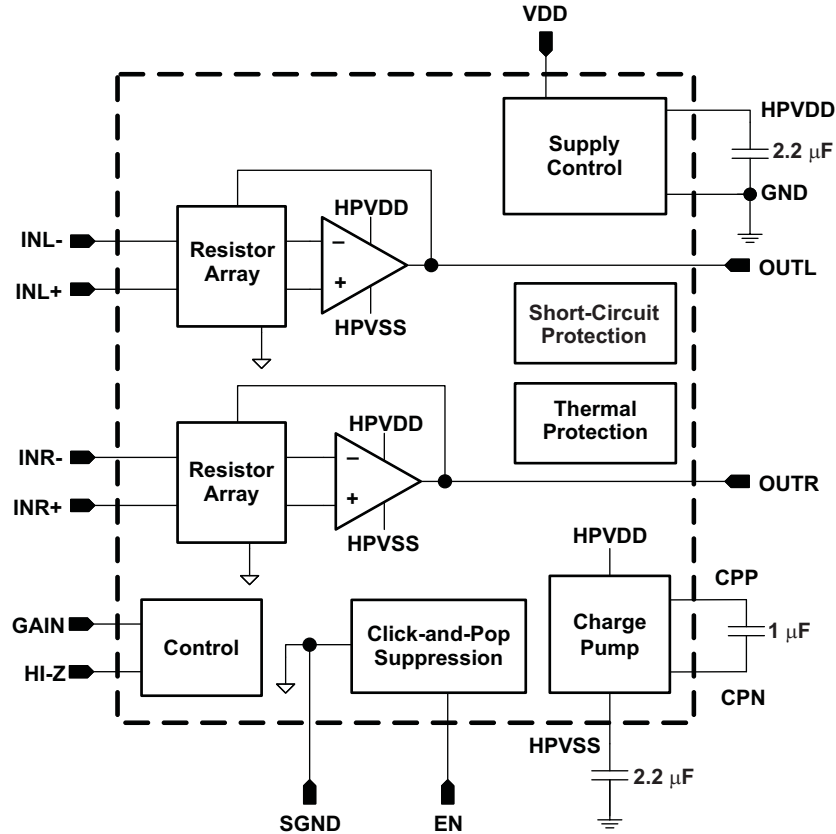 VDD
HPVDD
Supply
Control
2.2 μF
GND
HPVDD
INL-
Resistor
Array
−
+
OUTL
INL+
HPVSS
Short-Circuit
Protection
Thermal
Protection
HPVDD
INR-
Resistor
Array
−
+
OUTR
INR+
HPVSS
HPVDD
CPP
GAIN
Control
Click-and-Pop
Suppression
Charge
Pump
1 μF
HI-Z
CPN
HPVSS
2.2 μF
SGND
EN